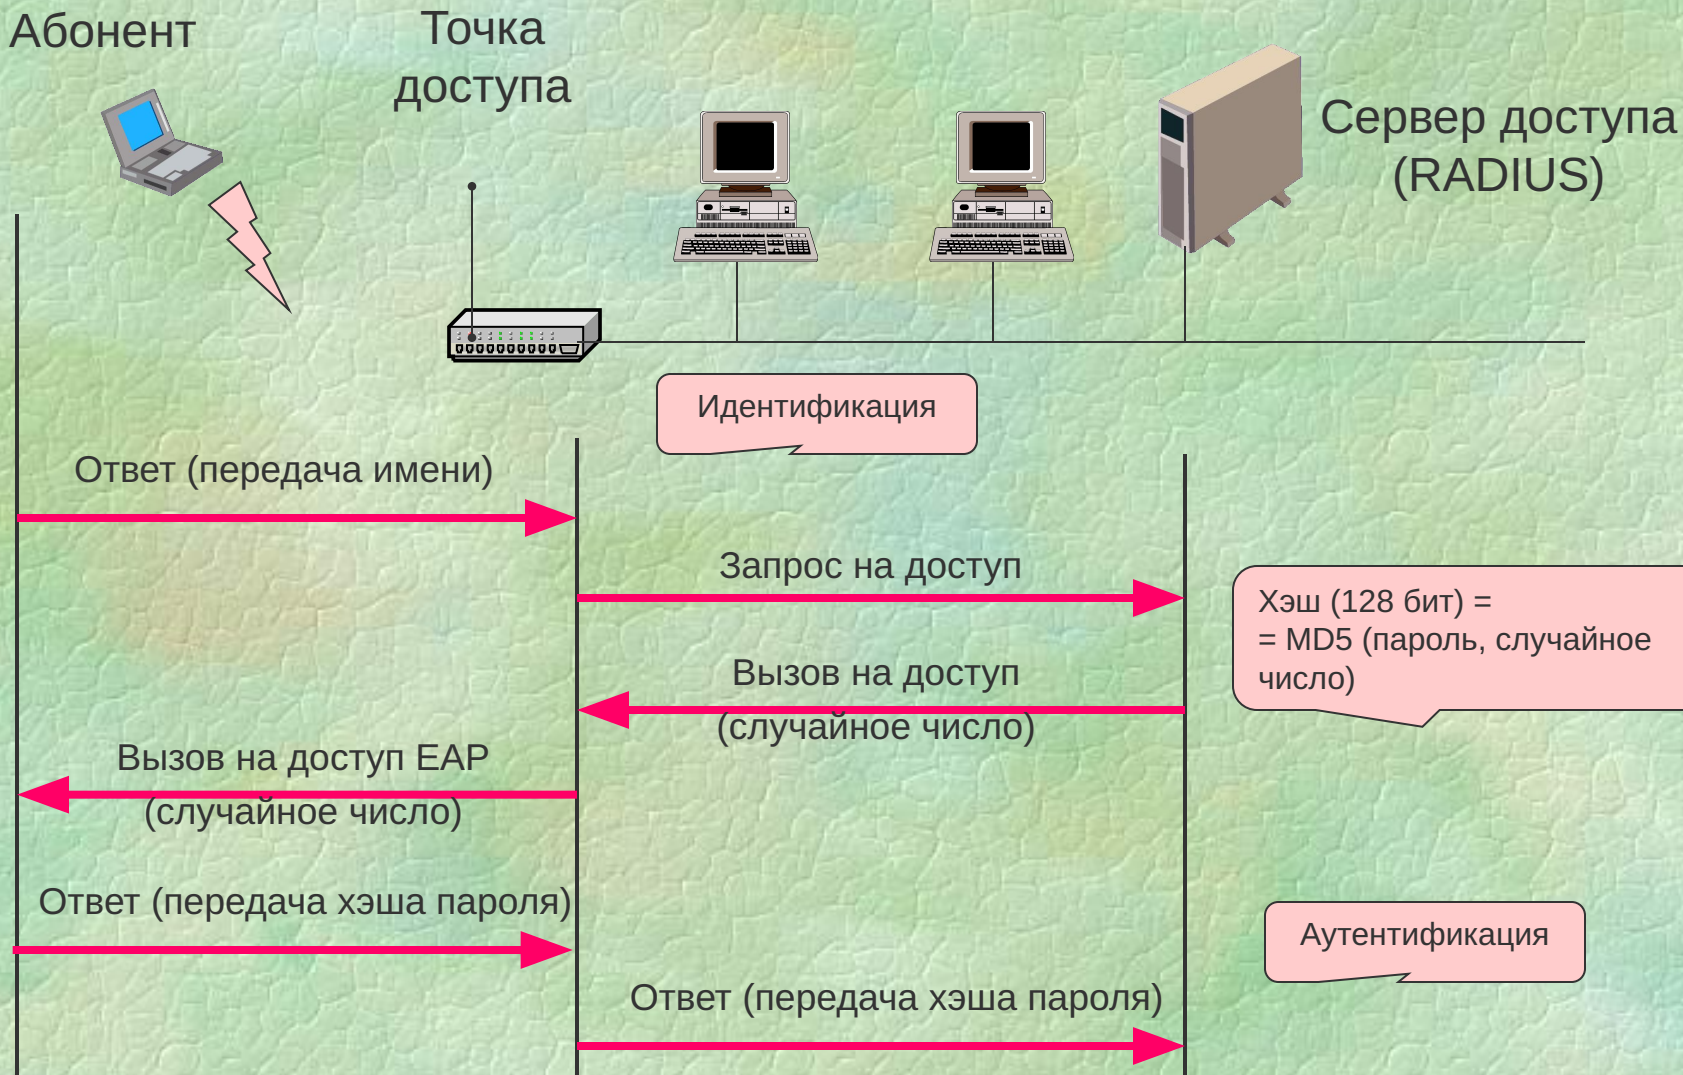 Абонент
Точка
доступа
Сервер доступа
(RADIUS)
Идентификация
Ответ (передача имени)
Запрос на доступ
Хэш (128 бит) =
= MD5 (пароль, случайное
число)
Вызов на доступ
(случайное число)
Вызов на доступ EAP
(случайное число)
Ответ (передача хэша пароля)
Аутентификация
Ответ (передача хэша пароля)